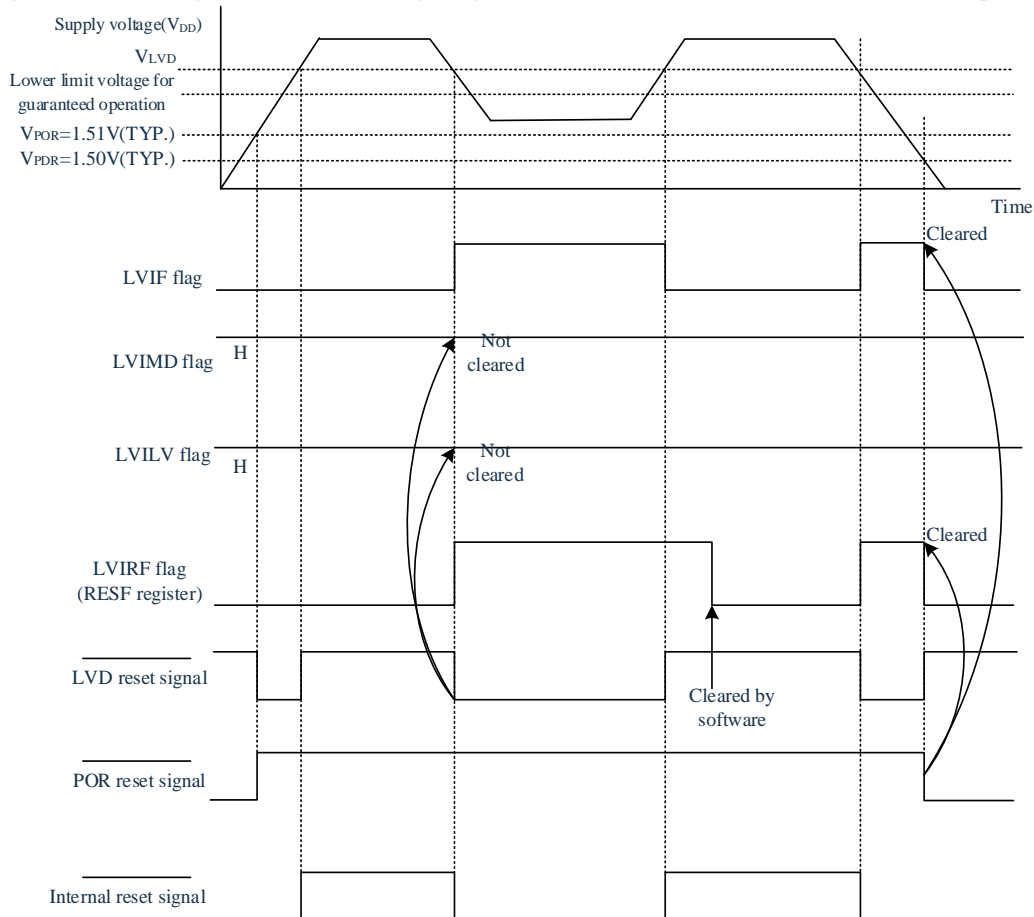 Supply voltage(VDD)
VLVD
Lower limit voltage for
guaranteed operation
VPOR=1.51V(TYP.)
VPDR=1.50V(TYP.)
Time
Cleared
LVIF flag
Not
cleared
H
LVIMD flag
Not
cleared
LVILV flag
H
Cleared
LVIRF flag
(RESF register)
LVD reset signal
Cleared by
software
POR reset signal
Internal reset signal